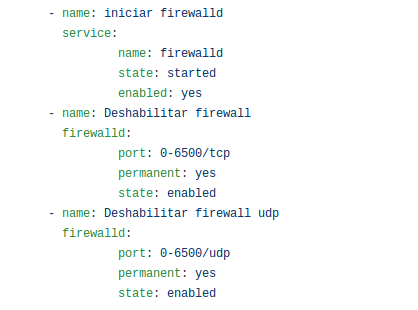 - name: iniciar firewalld
service:
name: firewalld
state: started
enabled: yes
- name: Deshabilitar firewall
firewalld:
port: 0-6500/tcp
permanent: yes
state: enabled
- name: Deshabilitar firewall udp
firewalld:
port: 0-6500/udp
permanent: yes
state: enabled